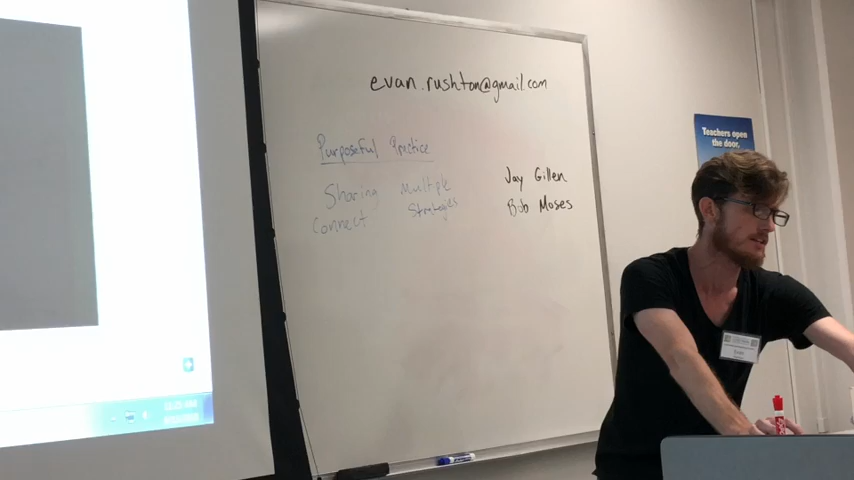 evan.rushton@gmail.com
Purposeful Practice
Sharing Multiple
Connect Strategies
Jay Gillen
Bob Moses
Teachers open
the door.